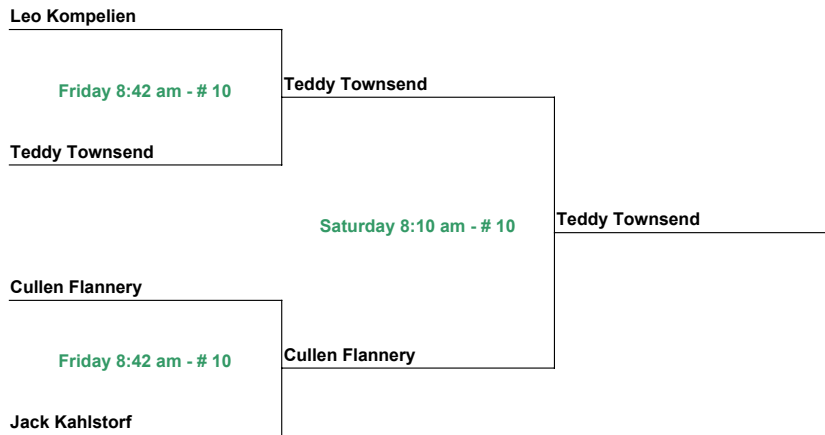 Leo Kompelien
Friday 8:42 am - # 10
Teddy Townsend
Teddy Townsend
Saturday 8:10 am - # 10
Teddy Townsend
Cullen Flannery
Friday 8:42 am - # 10
Cullen Flannery
Jack Kahlstorf